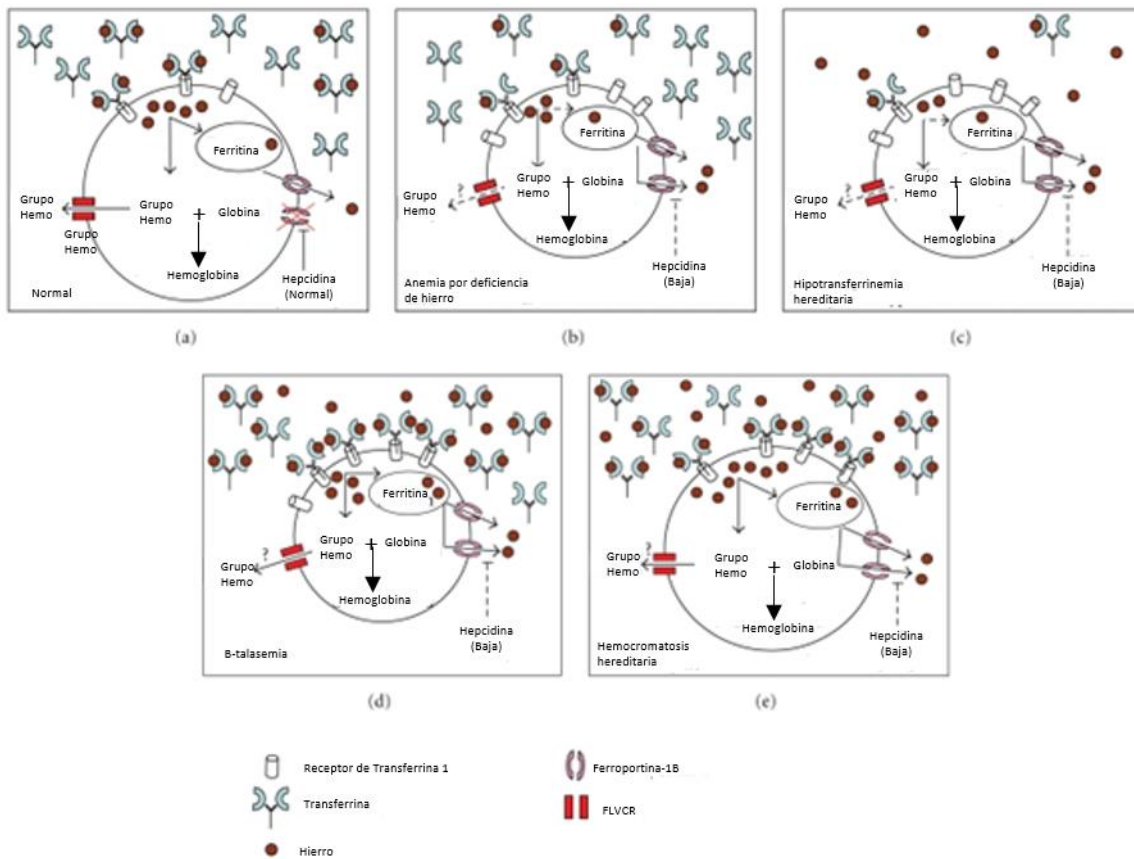 Ferritina
Grupo
Hemo
Grupo
Hemo
+
Globina
Grupo
Hemo
Hemoglobina
Hepcidina
(Normal)
Normal
(a)
Ferritina
?
Grupo
Hemo
Grupo
Hemo
+
Globina
Hemoglobina
Hepcidina
(Baja)
Anemia por deficiencia
de hierro
(b)
Ferritina
?
Grupo
Hemo
Grupo
Hemo
+
Globina
Hemoglobina
Hepcidina
(Baja)
Hipotransferrinemia
hereditaria
(c)
Ferritina
?
Grupo
Hemo
Grupo
Hemo
+
Globina
Hemoglobina
Hepcidina
(Baja)
B-talasemia
(d)
Ferritina
?
Grupo
Hemo
Grupo
Hemo
+
Globina
Hemoglobina
Hepcidina
(Baja)
Hemocromatosis
hereditaria
(e)
Receptor de Transferrina 1
Ferroportina-1B
Transferrina
FLVCR
Hierro